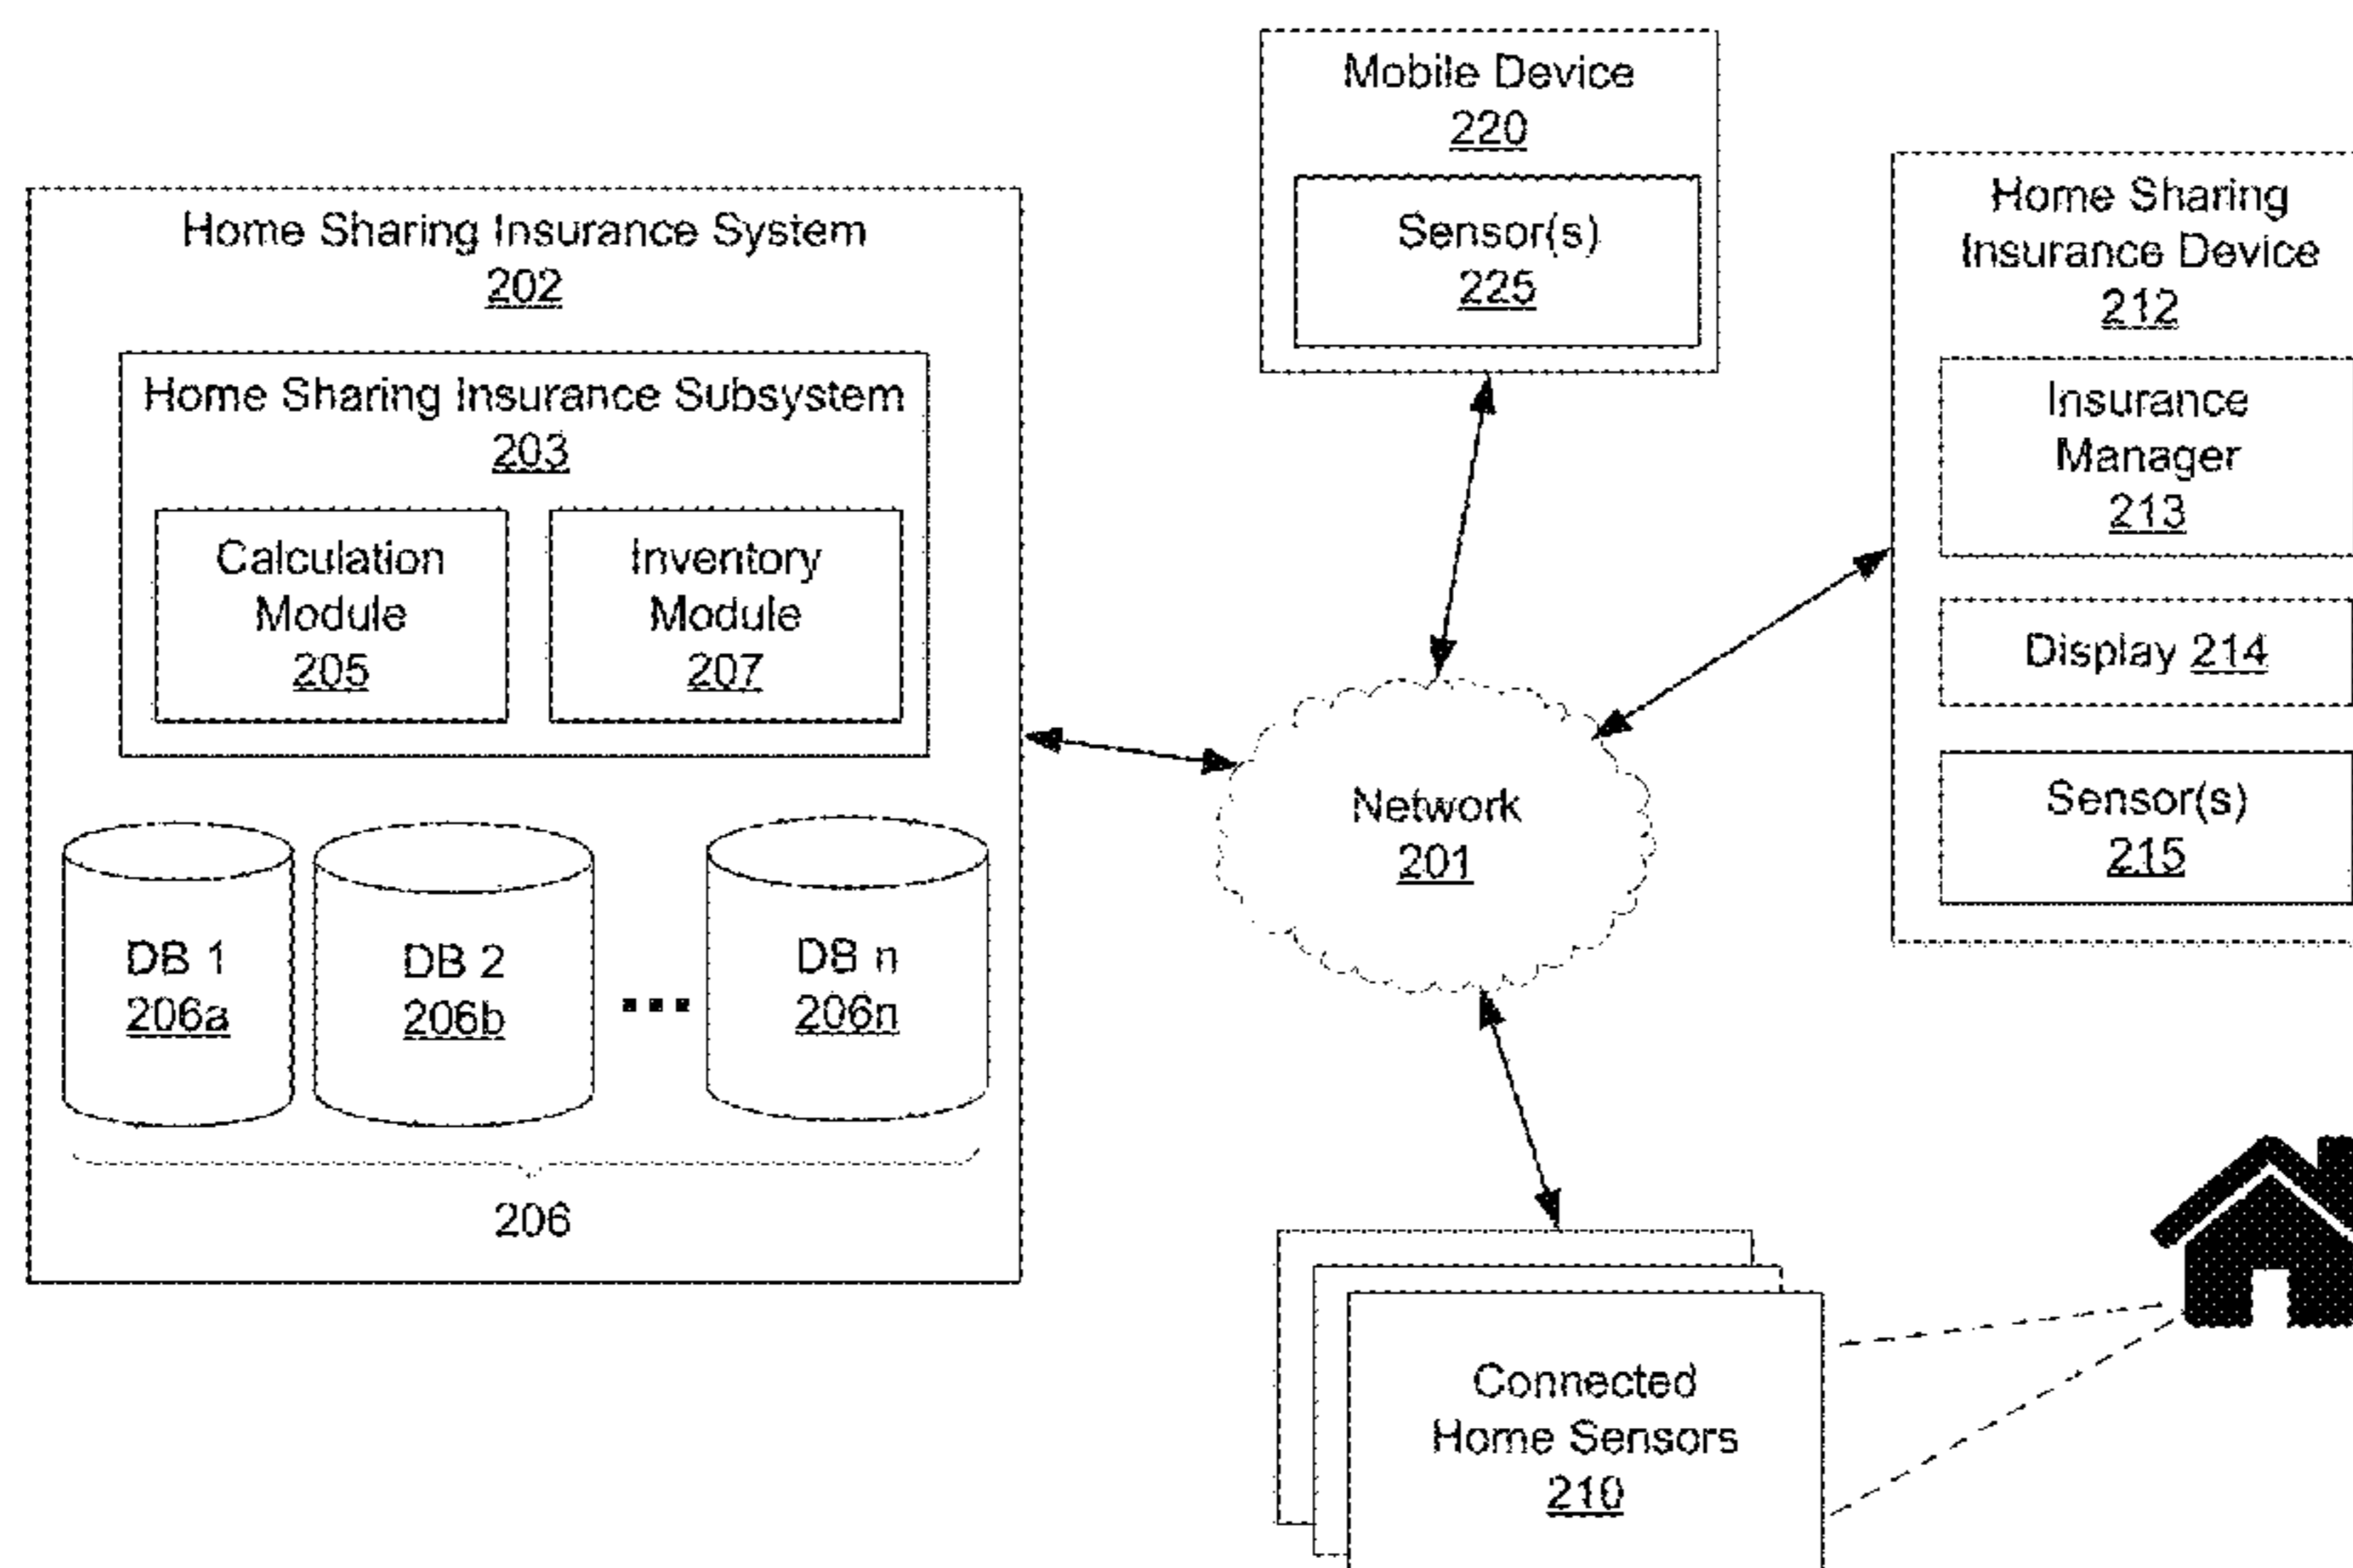 Home Sharing Insurance System
202
Home Sharing Insurance Subsystem
203
Calculation
Module
205
Inventory
Module
207
DB 1
206a
DB 2
206b
...
DB n
206n
206
Mobile Device
220
Sensor(s)
225
Home Sharing
Insurance Device
212
Insurance
Manager
213
Display 214
Sensor(s)
215
Network
201
Connected
Home Sensors
210